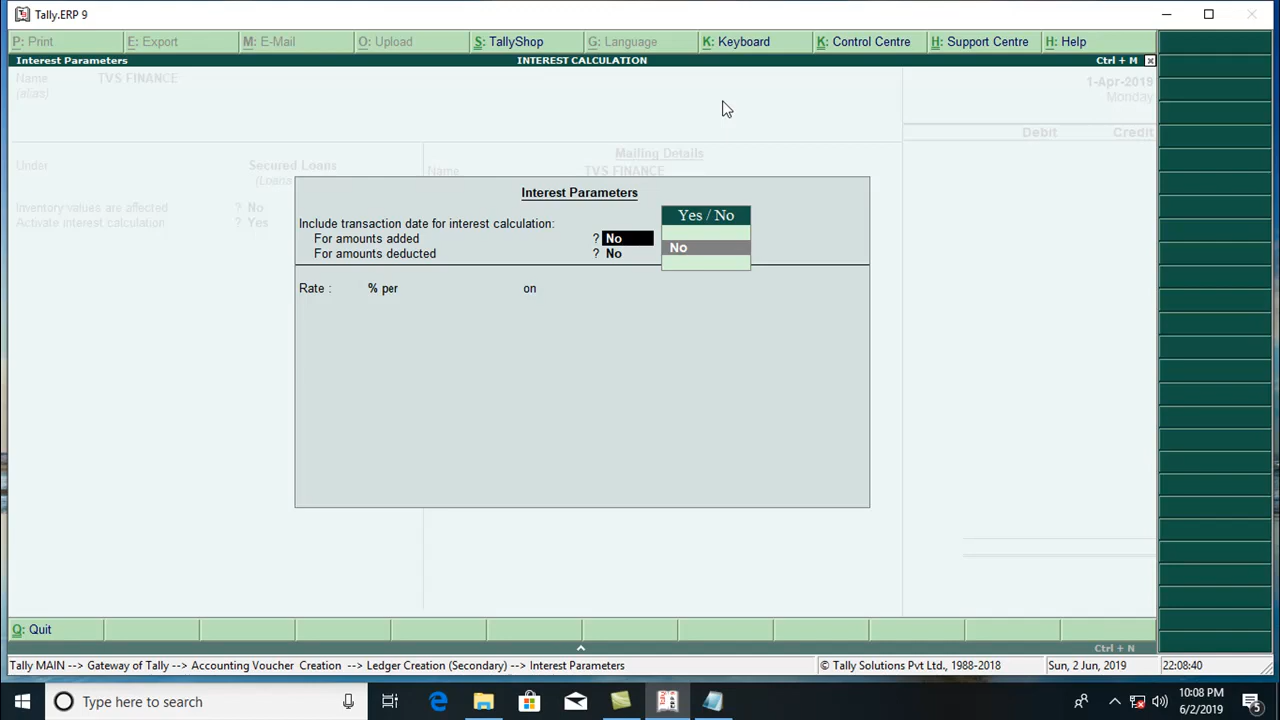 Tally.ERP 9
P: Print E: Export M: E-Mail O: Upload S: TallyShop G: Language K: Keyboard K: Control Centre H: Support Centre H: Help
Interest Parameters INTEREST CALCULATION Ctrl + M
Name TVS FINANCE 1-Apr-2019
(alias) Monday
Debit Credit
Mailing Details
Under Secured Loans Name TVS FINANCE
(Loans
Inventory values are affected ? No
Activate interest calculation ? Yes
Interest Parameters
Include transaction date for interest calculation:
For amounts added ? No
For amounts deducted ? No
Yes / No
No
Rate : % per on
Q: Quit
Ctrl + N
Tally MAIN --> Gateway of Tally --> Accounting Voucher Creation --> Ledger Creation (Secondary) --> Interest Parameters © Tally Solutions Pvt Ltd., 1988-2018 Sun, 2 Jun, 2019 22:08:40
Type here to search
10:08 PM
6/2/2019
5